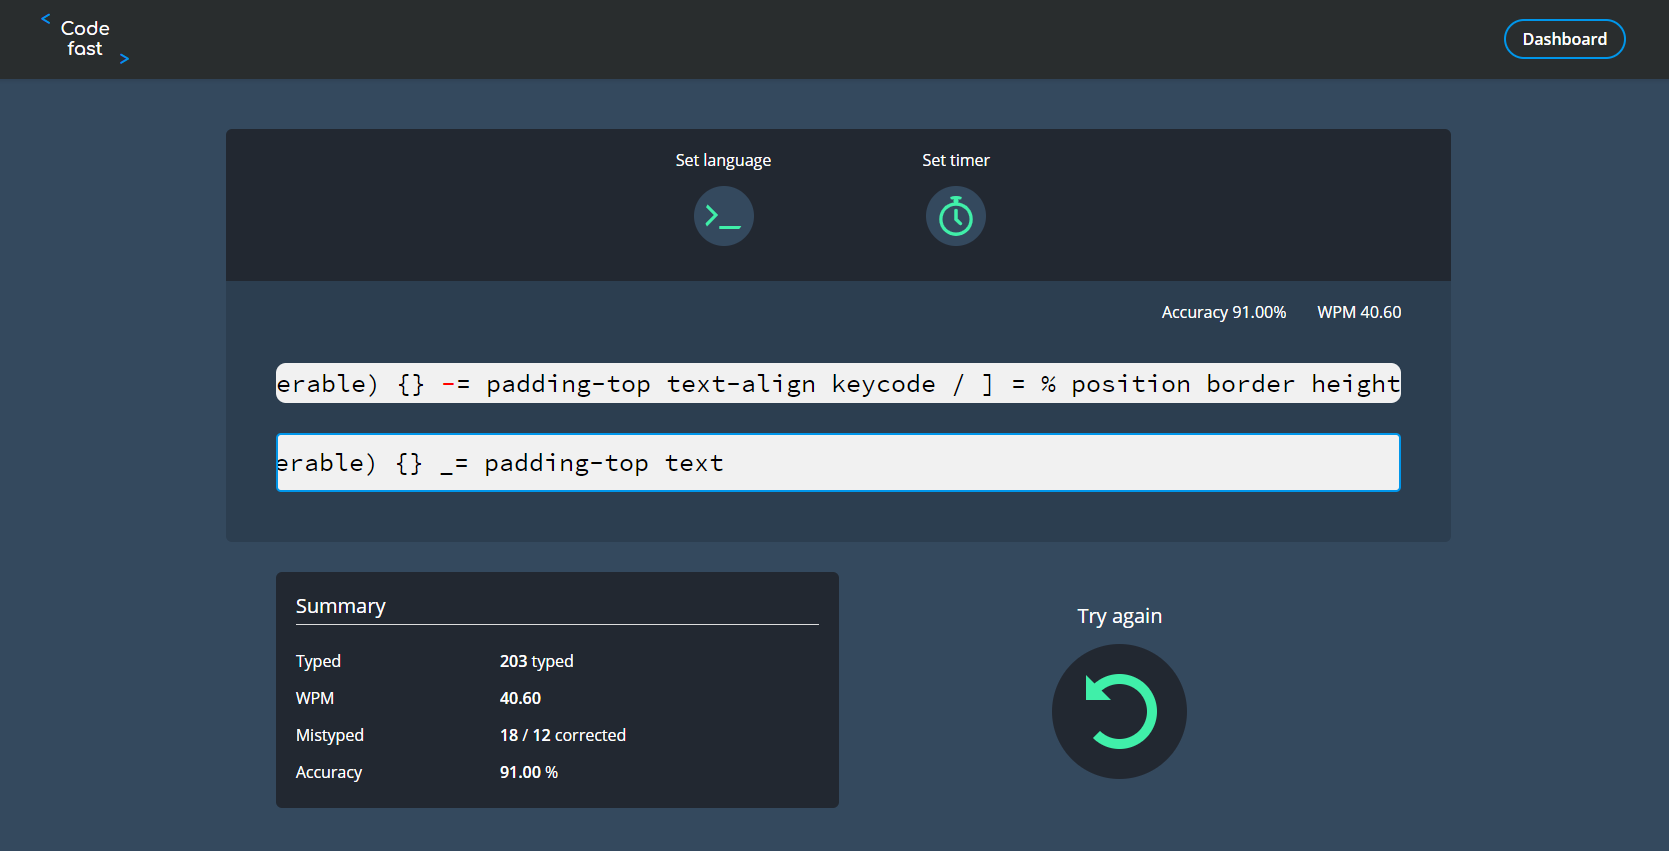 < Code
fast >
Dashboard
Set language
Set timer
Accuracy 91.00% WPM 40.60
erable) {} -= padding-top text-align keycode / ] = % position border height
erable) {} _= padding-top text
Summary
Typed 203 typed
WPM 40.60
Mistyped 18 / 12 corrected
Accuracy 91.00 %
Try again